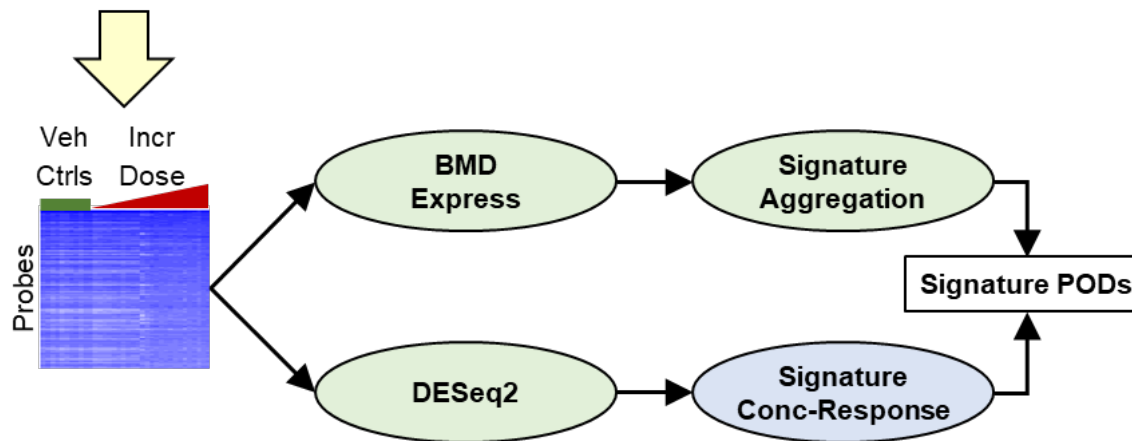 Veh Incr
Ctrls Dose
Probes
BMD
Express
Signature
Aggregation
Signature PODs
DESeq2
Signature
Conc-Response